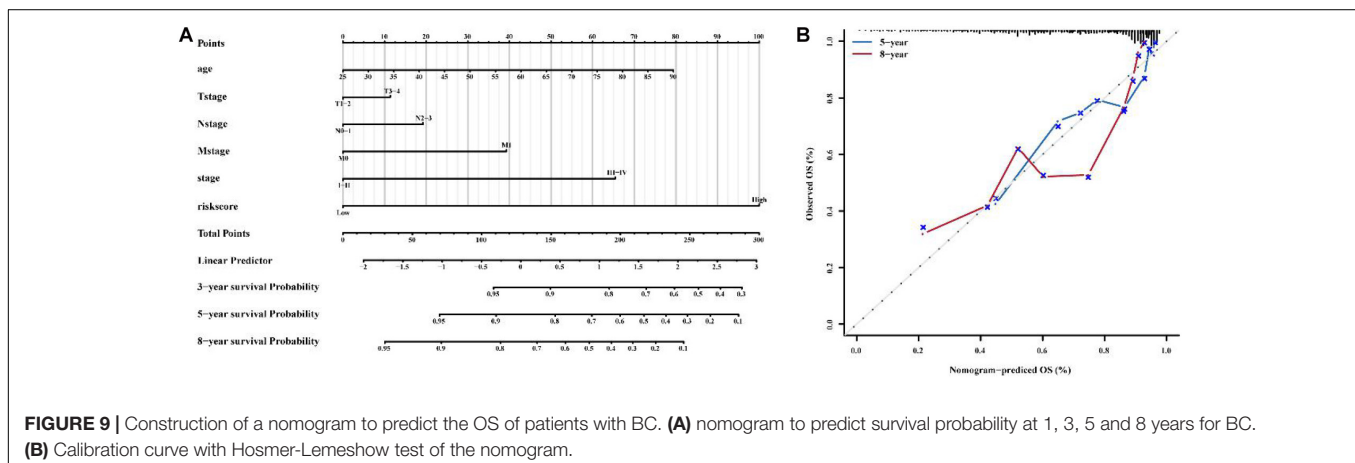 A
Points
0 10 20 30 40 50 60 70 80 90 100
age
25 30 35 40 45 50 55 60 65 70 75 80 85 90
Tstage
T3-4
T1-2
Nstage
N2-3
N0-1
Mstage
M1
M0
stage
III-IV
I-II
riskscore
High
Low
Total Points
0 50 100 150 200 250 300
Linear Predictor
-2 -1.5 -1 -0.5 0 0.5 1 1.5 2 2.5 3
3-year survival Probability
0.95 0.9 0.8 0.7 0.6 0.5 0.4 0.3
5-year survival Probability
0.95 0.9 0.8 0.7 0.6 0.5 0.4 0.3 0.2 0.1
8-year survival Probability
0.95 0.9 0.8 0.7 0.6 0.5 0.4 0.3 0.2 0.1
B
5-year
8-year
Observed OS (%)
1.0
0.8
0.6
0.4
0.2
0.0
0.0 0.2 0.4 0.6 0.8 1.0
Nomogram-prediced OS (%)
FIGURE 9 | Construction of a nomogram to predict the OS of patients with BC. (A) nomogram to predict survival probability at 1, 3, 5 and 8 years for BC.
(B) Calibration curve with Hosmer-Lemeshow test of the nomogram.